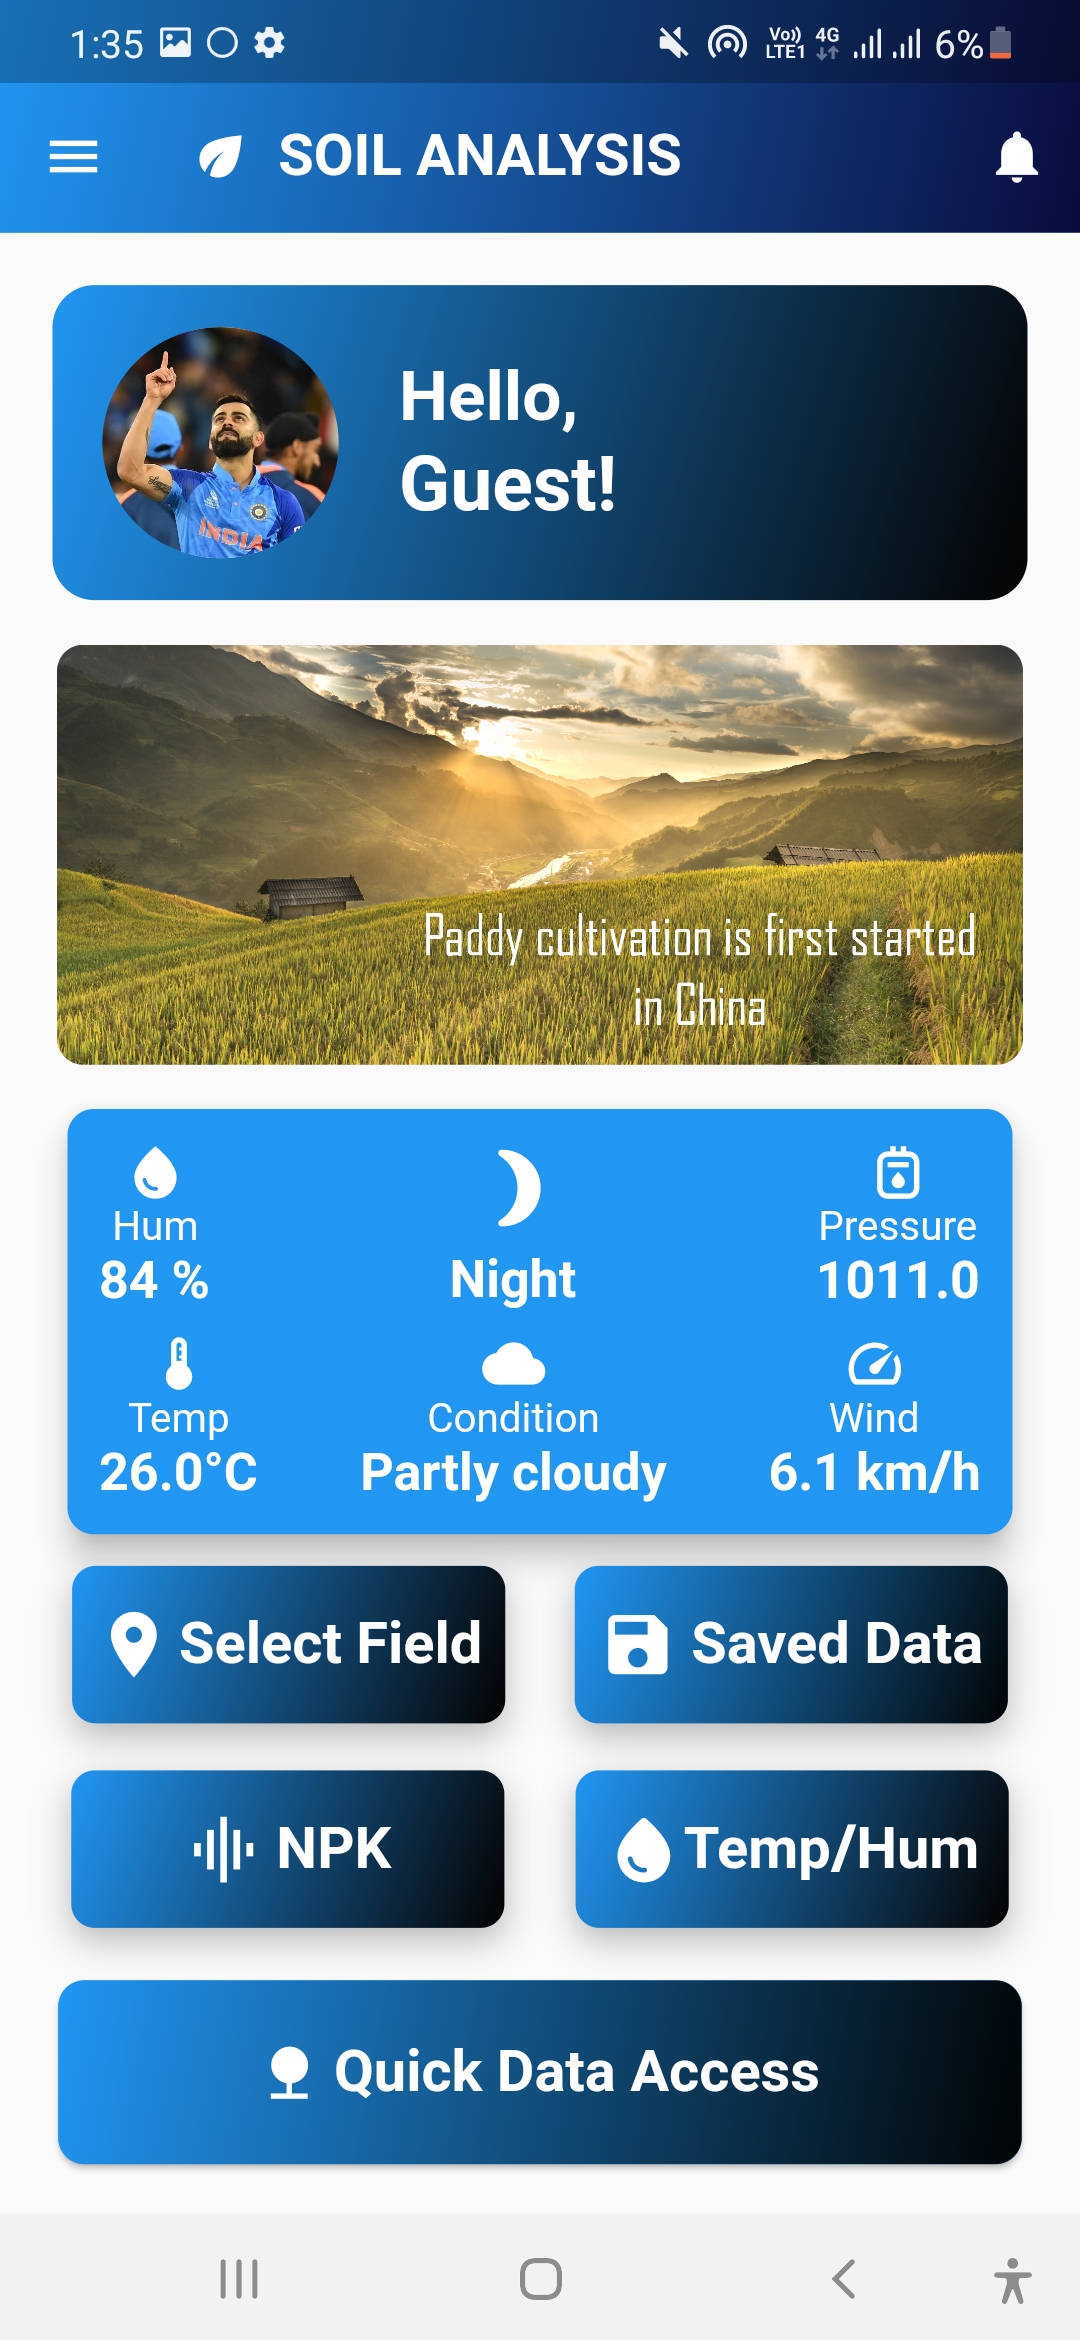 1:35 Vo)) LTE1 4G 6%
SOIL ANALYSIS
Hello,
Guest!
INDIA
Paddy cultivation is first started
in China
Hum
84 %
Night
Pressure
1011.0
Temp
26.0°C
Condition
Partly cloudy
Wind
6.1 km/h
Select Field
Saved Data
NPK
Temp/Hum
Quick Data Access